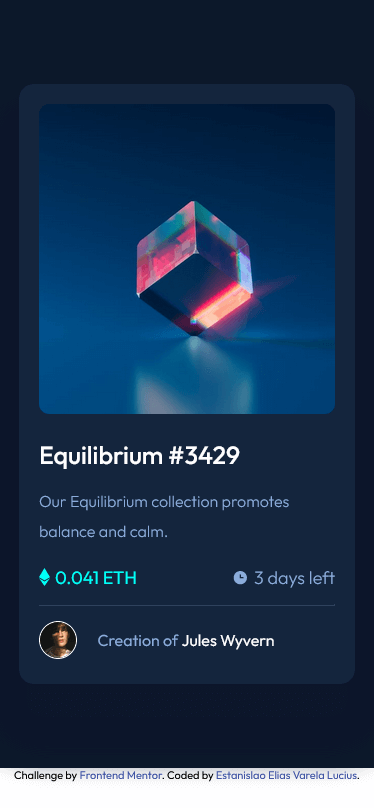 Equilibrium #3429
Our Equilibrium collection promotes
balance and calm.
0.041 ETH
3 days left
Creation of Jules Wyvern
Challenge by Frontend Mentor. Coded by Estanislao Elias Varela Lucius.